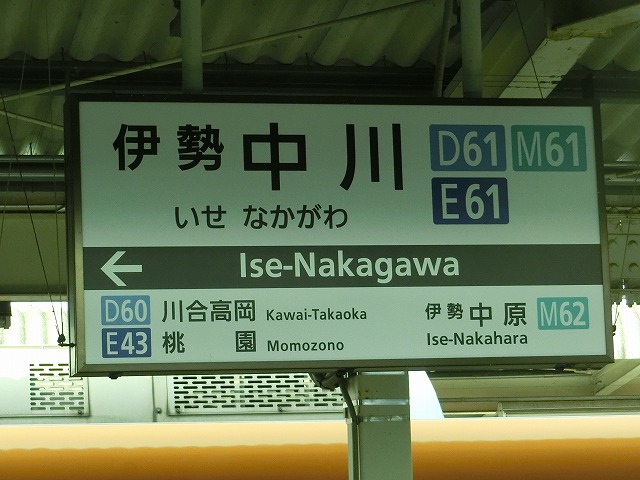 伊勢中川 D61 M61
いせ なかがわ E61
← Ise-Nakagawa
D60 川合高岡 Kawai-Takaoka
E43 桃園 Momozono
伊勢中原 M62
Ise-Nakahara